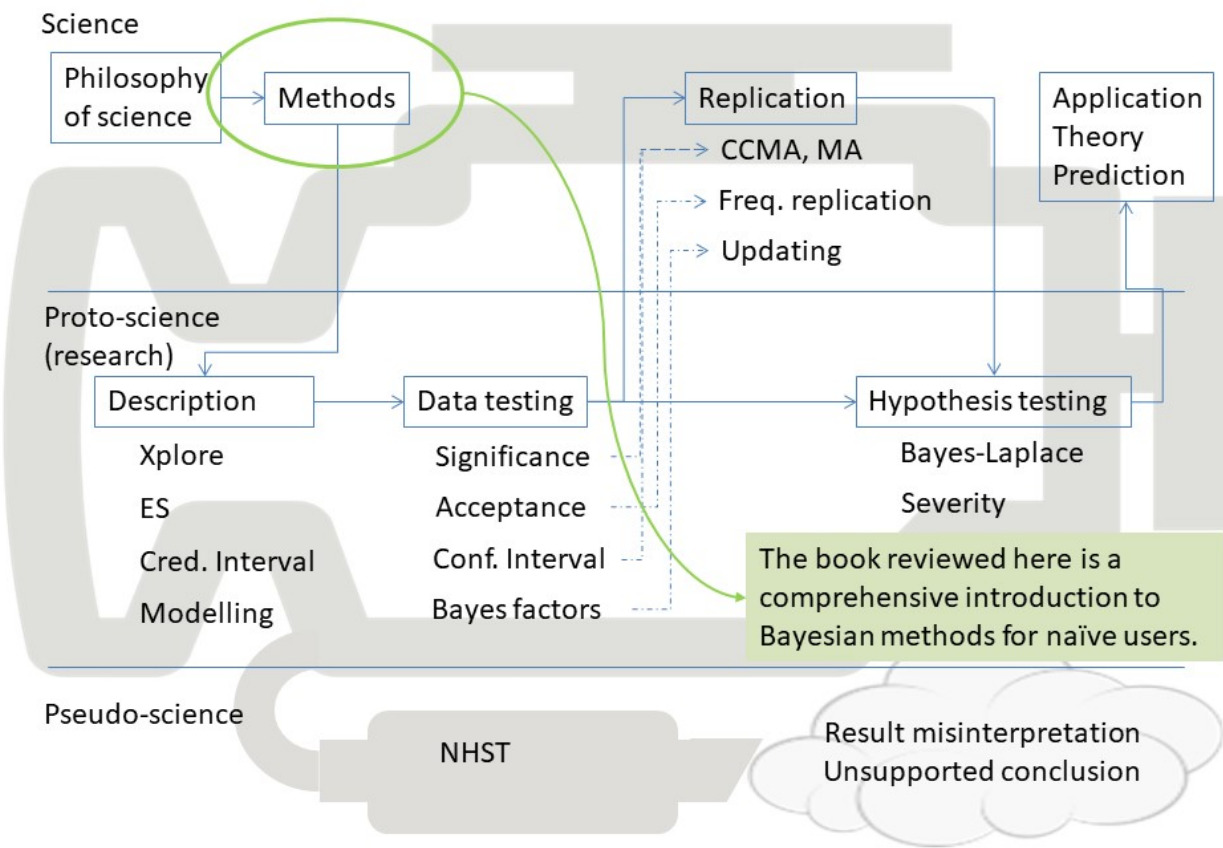 Science
Philosophy
of science
Methods
Replication
CCMA, MA
Freq. replication
Updating
Application
Theory
Prediction
Proto-science
(research)
Description
Xplore
ES
Cred. Interval
Modelling
Data testing
Significance
Acceptance
Conf. Interval
Bayes factors
Hypothesis testing
Bayes-Laplace
Severity
The book reviewed here is a
comprehensive introduction to
Bayesian methods for naïve users.
Pseudo-science
NHST
Result misinterpretation
Unsupported conclusion